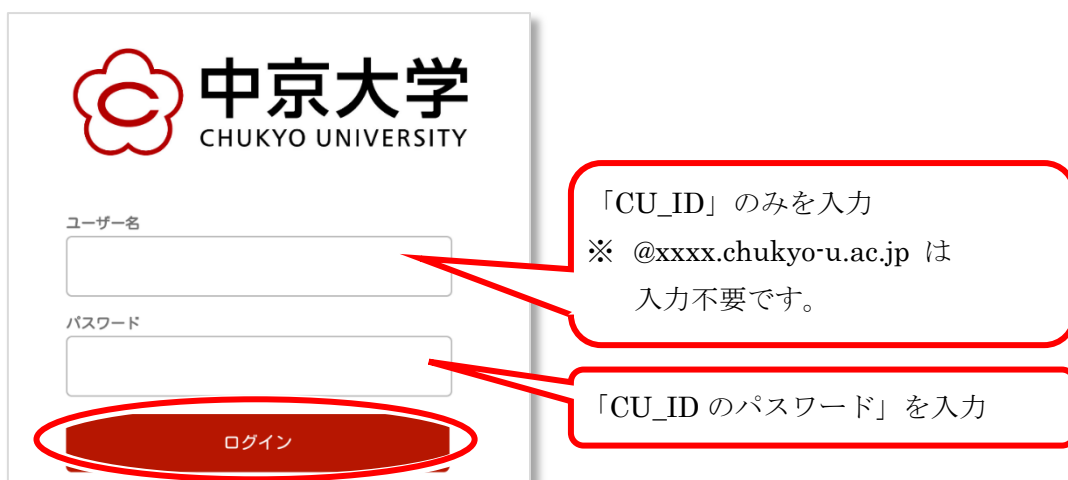 中京大学
CHUKYO UNIVERSITY
ユーザー名
「CU_ID」のみを入力
※ @xxxx.chukyo-u.ac.jp は
入力不要です。
パスワード
「CU_ID のパスワード」を入力
ログイン